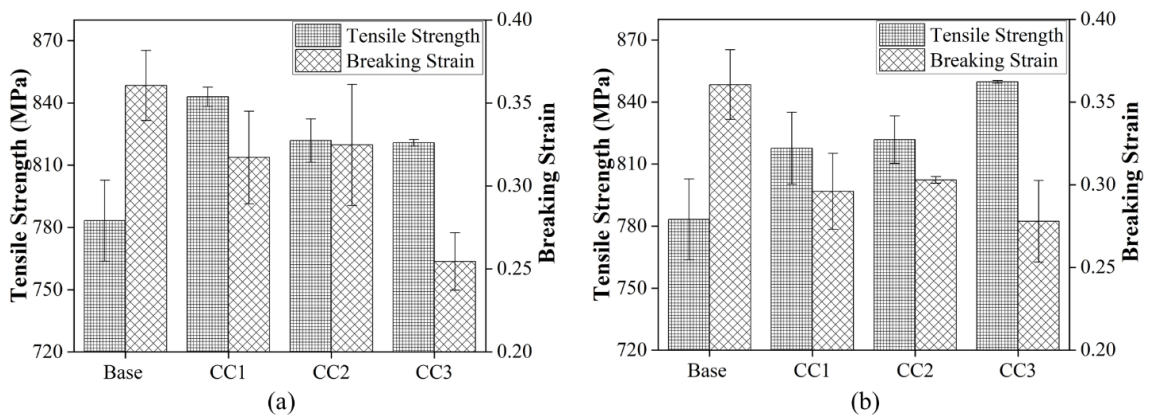 870
840
810
780
750
720
Tensile Strength (MPa)
Tensile Strength
Breaking Strain
0.40
0.35
0.30
0.25
0.20
Breaking Strain
Base CC1 CC2 CC3
(a)
870
840
810
780
750
720
Tensile Strength (MPa)
Tensile Strength
Breaking Strain
0.40
0.35
0.30
0.25
0.20
Breaking Strain
Base CC1 CC2 CC3
(b)